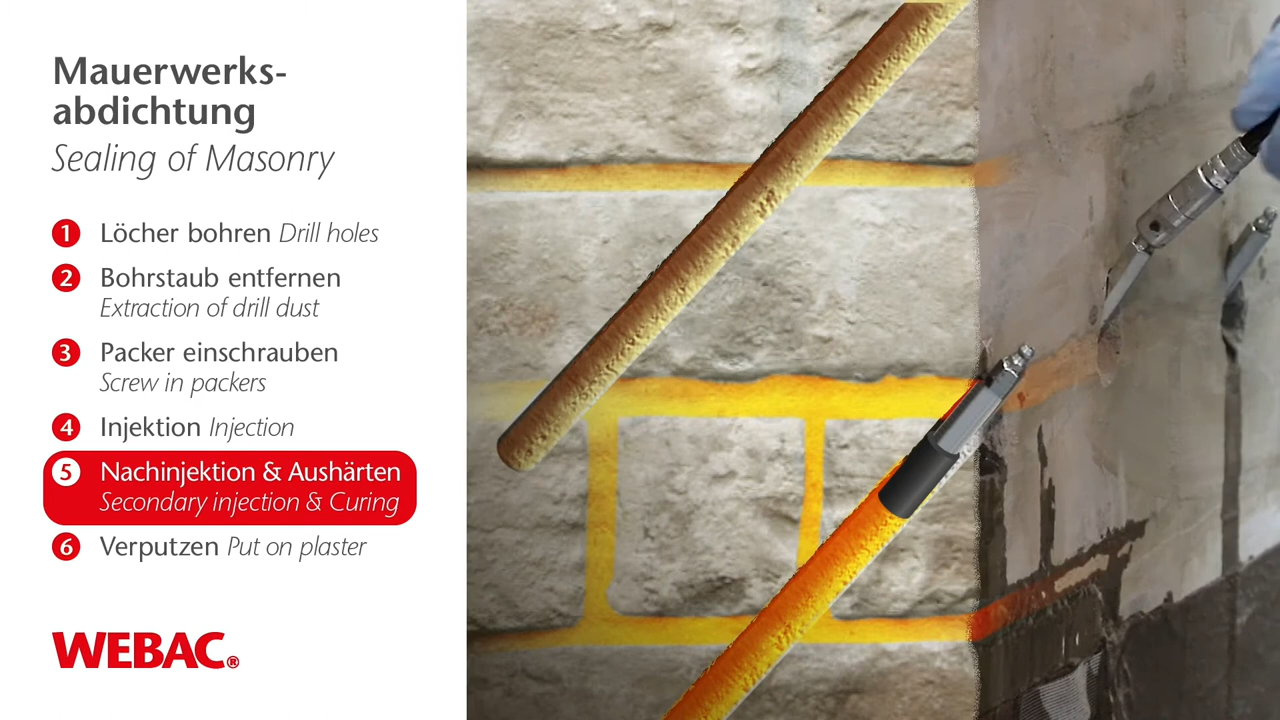 Mauerwerks-
abdichtung
Sealing of Masonry
1 Löcher bohren Drill holes
2 Bohrstaub entfernen
Extraction of drill dust
3 Packer einschrauben
Screw in packers
4 Injektion Injection
5 Nachinjektion & Aushärten
Secondary injection & Curing
6 Verputzen Put on plaster
WEBAC®